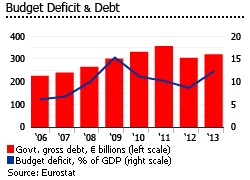 Budget Deficit & Debt
400 20
300 15
200 10
100 5
0 0
'06 '07 '08 '09 '10 '11 '12 '13
Govt. gross debt, € billions (left scale)
Budget deficit, % of GDP (right scale)
Source: Eurostat